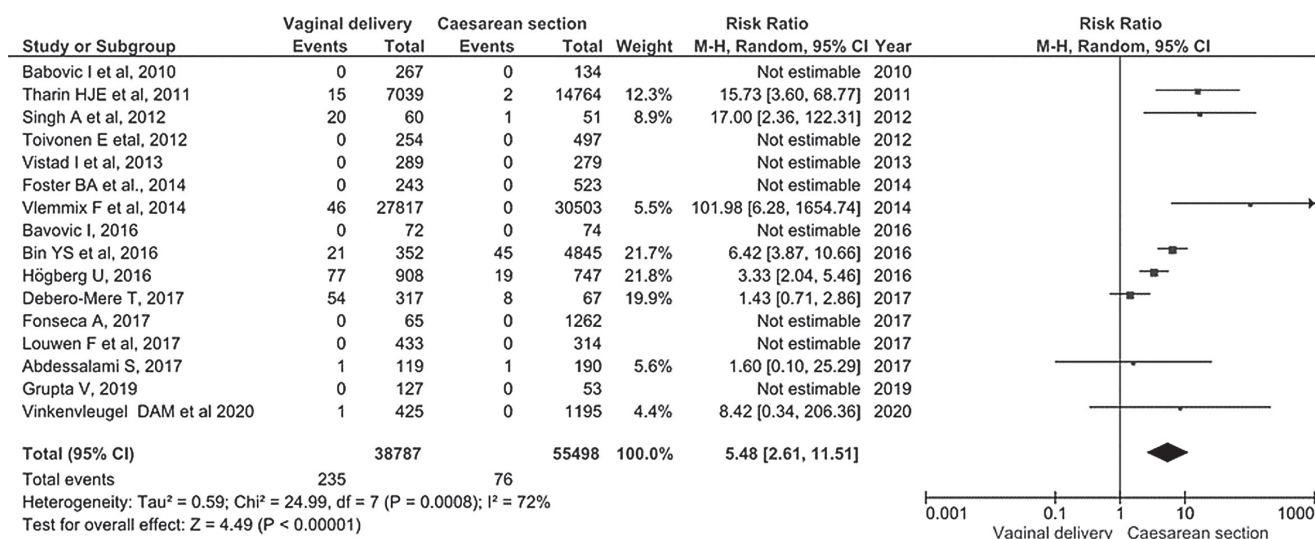 Vaginal delivery Caesarean section Risk Ratio Risk Ratio
Study or Subgroup Events Total Events Total Weight M-H, Random, 95% CI Year M-H, Random, 95% CI
Babovic I et al, 2010 0 267 0 134 Not estimable 2010
Tharin HJE et al, 2011 15 7039 2 14764 12.3% 15.73 [3.60, 68.77] 2011
Singh A et al, 2012 20 60 1 51 8.9% 17.00 [2.36, 122.31] 2012
Toivonen E etal, 2012 0 254 0 497 Not estimable 2012
Vistad I et al, 2013 0 289 0 279 Not estimable 2013
Foster BA et al., 2014 0 243 0 523 Not estimable 2014
Vlemmix F et al, 2014 46 27817 0 30503 5.5% 101.98 [6.28, 1654.74] 2014
Bavovic I, 2016 0 72 0 74 Not estimable 2016
Bin YS et al, 2016 21 352 45 4845 21.7% 6.42 [3.87, 10.66] 2016
Högberg U, 2016 77 908 19 747 21.8% 3.33 [2.04, 5.46] 2016
Debero-Mere T, 2017 54 317 8 67 19.9% 1.43 [0.71, 2.86] 2017
Fonseca A, 2017 0 65 0 1262 Not estimable 2017
Louwen F et al, 2017 0 433 0 314 Not estimable 2017
Abdessalami S, 2017 1 119 1 190 5.6% 1.60 [0.10, 25.29] 2017
Grupta V, 2019 0 127 0 53 Not estimable 2019
Vinkenvleugel DAM et al 2020 1 425 0 1195 4.4% 8.42 [0.34, 206.36] 2020
Total (95% CI) 38787 55498 100.0% 5.48 [2.61, 11.51]
Total events 235 76
Heterogeneity: Tau² = 0.59; Chi² = 24.99, df = 7 (P = 0.0008); I² = 72%
Test for overall effect: Z = 4.49 (P < 0.00001)
0.001 0.1 1 10 1000
Vaginal delivery Caesarean section